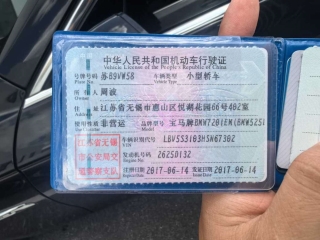 中华人民共和国机动车行驶证
Vehicle License of the People's Republic of China
号牌号码 苏B9VW58 车辆类型 小型轿车
Plate No. Vehicle Type
所有人 周波
Owner
住址 江苏省无锡市惠山区悦湖花园66号402室
Address
使用性质 非营运 品牌型号 宝马牌BMW7201EM(BMW525Li
Use Character Model
江苏省无锡
市公安局交
通警察支队
车辆识别代号 LBV5S3103HSN67302
VIN
发动机号码 2625D132
Engine No.
注册日期 2017-06-14 发证日期 2017-06-14
Register Date Issue Date